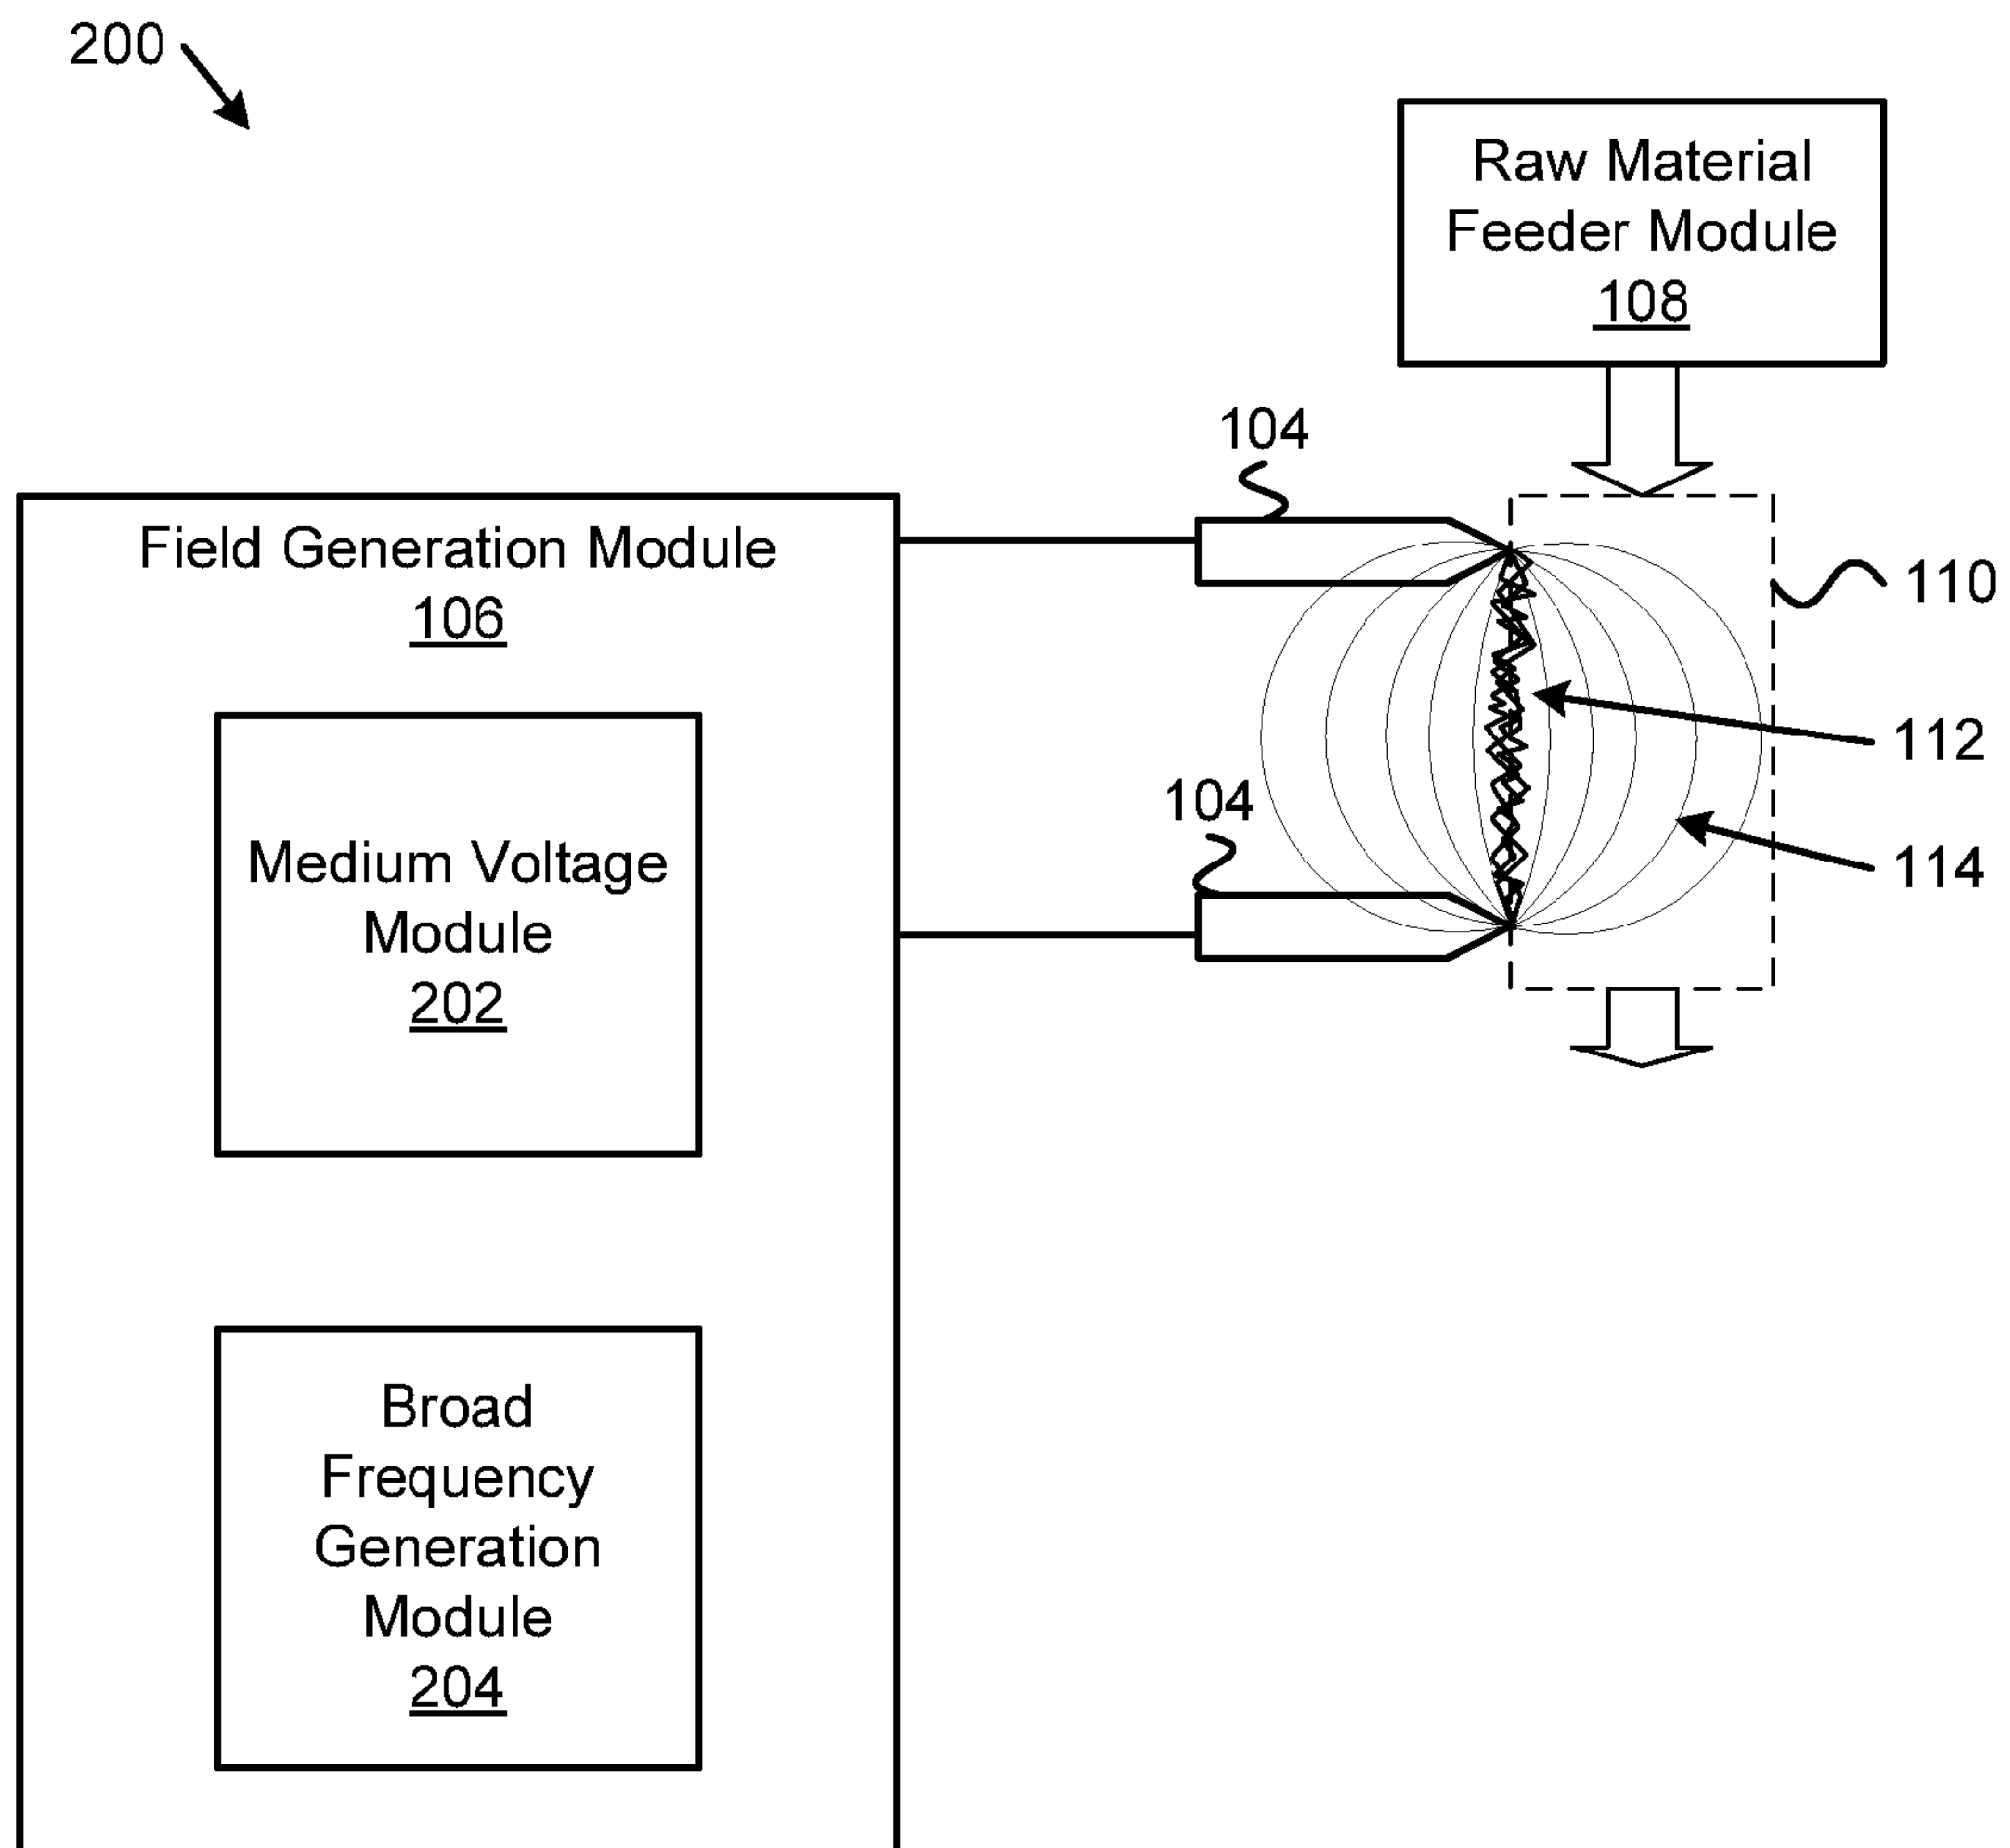 200
Raw Material
Feeder Module
108
104
Field Generation Module
106
110
112
104
114
Medium Voltage
Module
202
Broad
Frequency
Generation
Module
204